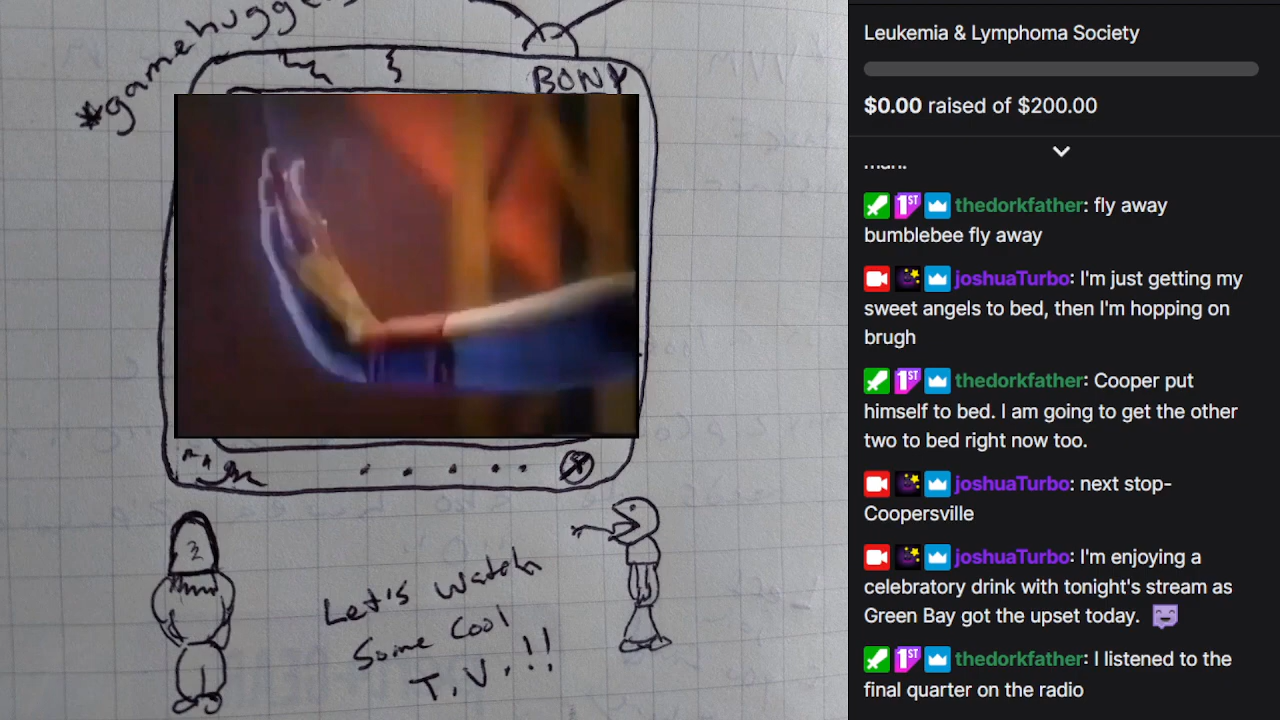 *gamehugger
BONY
2
Let's Watch
Some Cool
T.V.!!
Leukemia & Lymphoma Society
$0.00 raised of $200.00
thedorkfather: fly away
bumblebee fly away
joshuaTurbo: I'm just getting my
sweet angels to bed, then I'm hopping on
brugh
thedorkfather: Cooper put
himself to bed. I am going to get the other
two to bed right now too.
joshuaTurbo: next stop-
Coopersville
joshuaTurbo: I'm enjoying a
celebratory drink with tonight's stream as
Green Bay got the upset today.
thedorkfather: I listened to the
final quarter on the radio